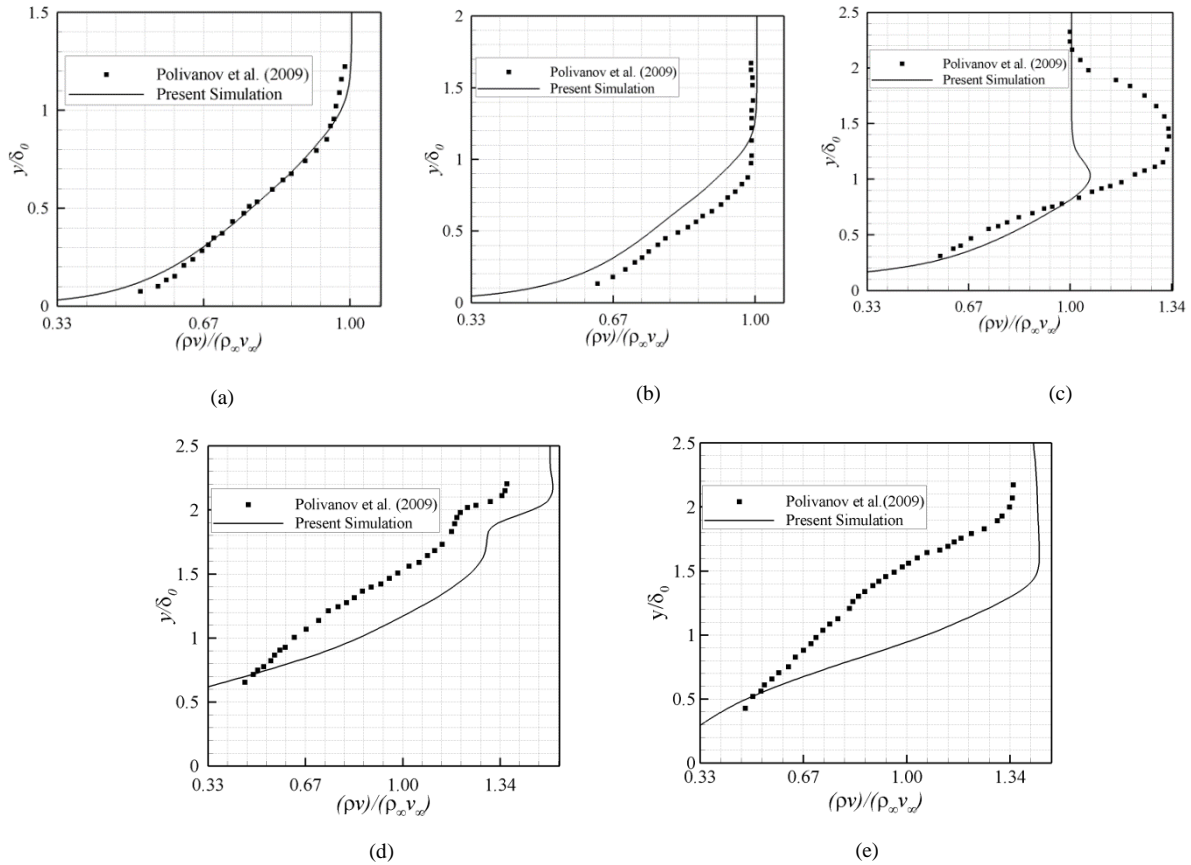 1.5
1
0.5
0
y/δ₀
Polivanov et al. (2009)
Present Simulation
0.33 0.67 1.00
(ρv)/(ρ∞v∞)
(a)
2
1.5
1
0.5
0
y/δ₀
Polivanov et al. (2009)
Present Simulation
0.33 0.67 1.00
(ρv)/(ρ∞v∞)
(b)
2.5
2
1.5
1
0.5
0
y/δ₀
Polivanov et al. (2009)
Present Simulation
0.33 0.67 1.00 1.34
(ρv)/(ρ∞v∞)
(c)
2.5
2
1.5
1
0.5
0
y/δ₀
Polivanov et al. (2009)
Present Simulation
0.33 0.67 1.00 1.34
(ρv)/(ρ∞v∞)
(d)
2.5
2
1.5
1
0.5
0
y/δ₀
Polivanov et al. (2009)
Present Simulation
0.33 0.67 1.00 1.34
(ρv)/(ρ∞v∞)
(e)